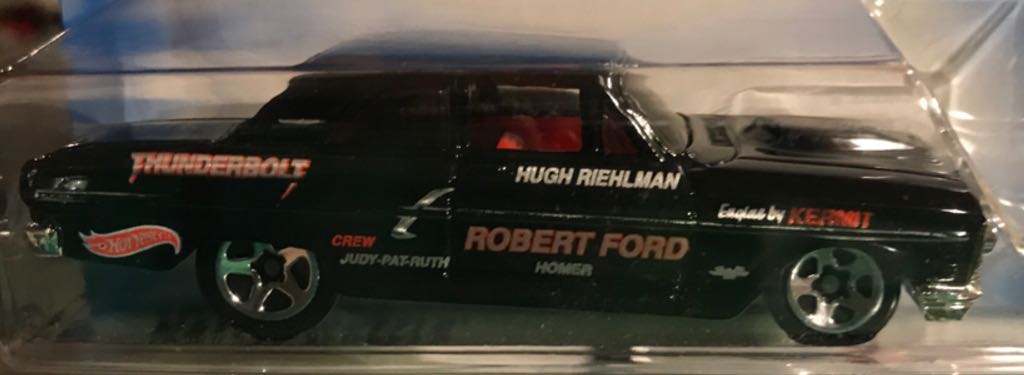 THUNDERBOLT
HUGH RIEHLMAN
Engine by KERMIT
Hot Wheels
CREW
JUDY-PAT-RUTH
ROBERT FORD
HOMER